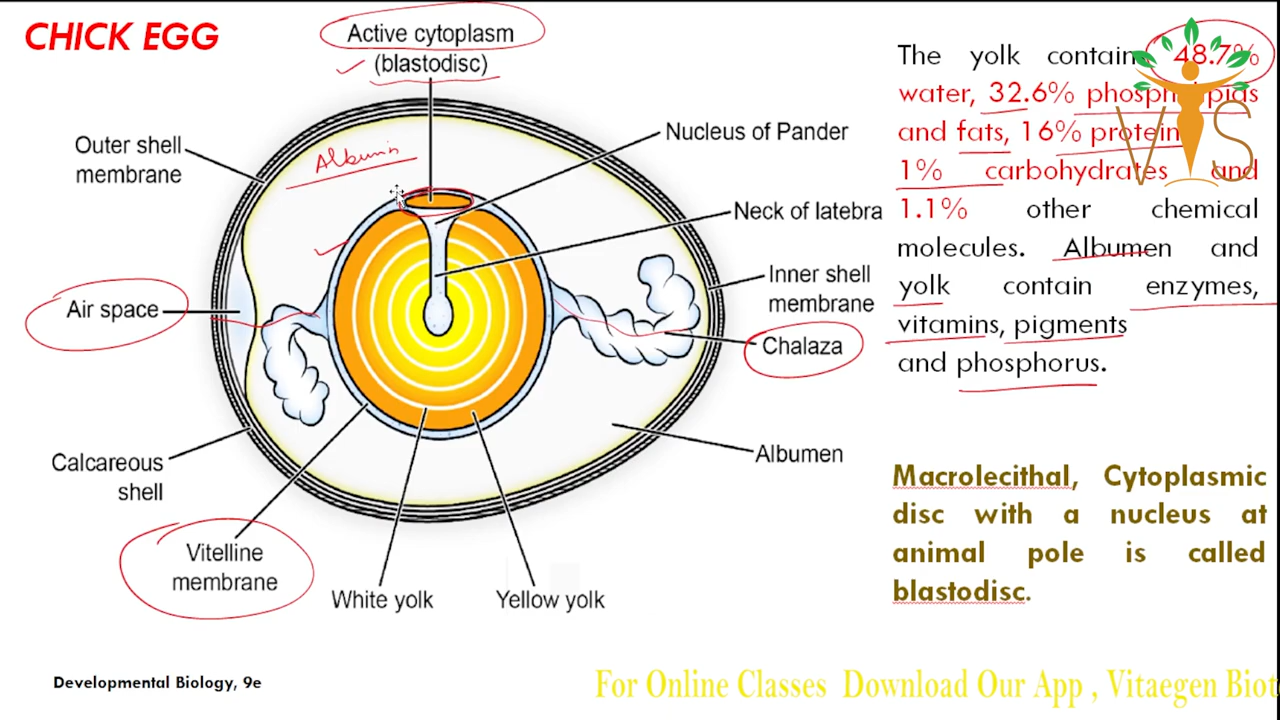 CHICK EGG
Active cytoplasm
(blastodisc)
Outer shell
membrane
Albumin
Nucleus of Pander
Neck of latebra
Air space
Inner shell
membrane
Chalaza
Calcareous
shell
Albumen
Vitelline
membrane
White yolk
Yellow yolk
The yolk contain 48.7%
water, 32.6% phospholipids
and fats, 16% protein
1% carbohydrates and
1.1% other chemical
molecules. Albumen and
yolk contain enzymes,
vitamins, pigments
and phosphorus.
Macrolecithal, Cytoplasmic
disc with a nucleus at
animal pole is called
blastodisc.
VS
Developmental Biology, 9e
For Online Classes Download Our App , Vitaegen Biot